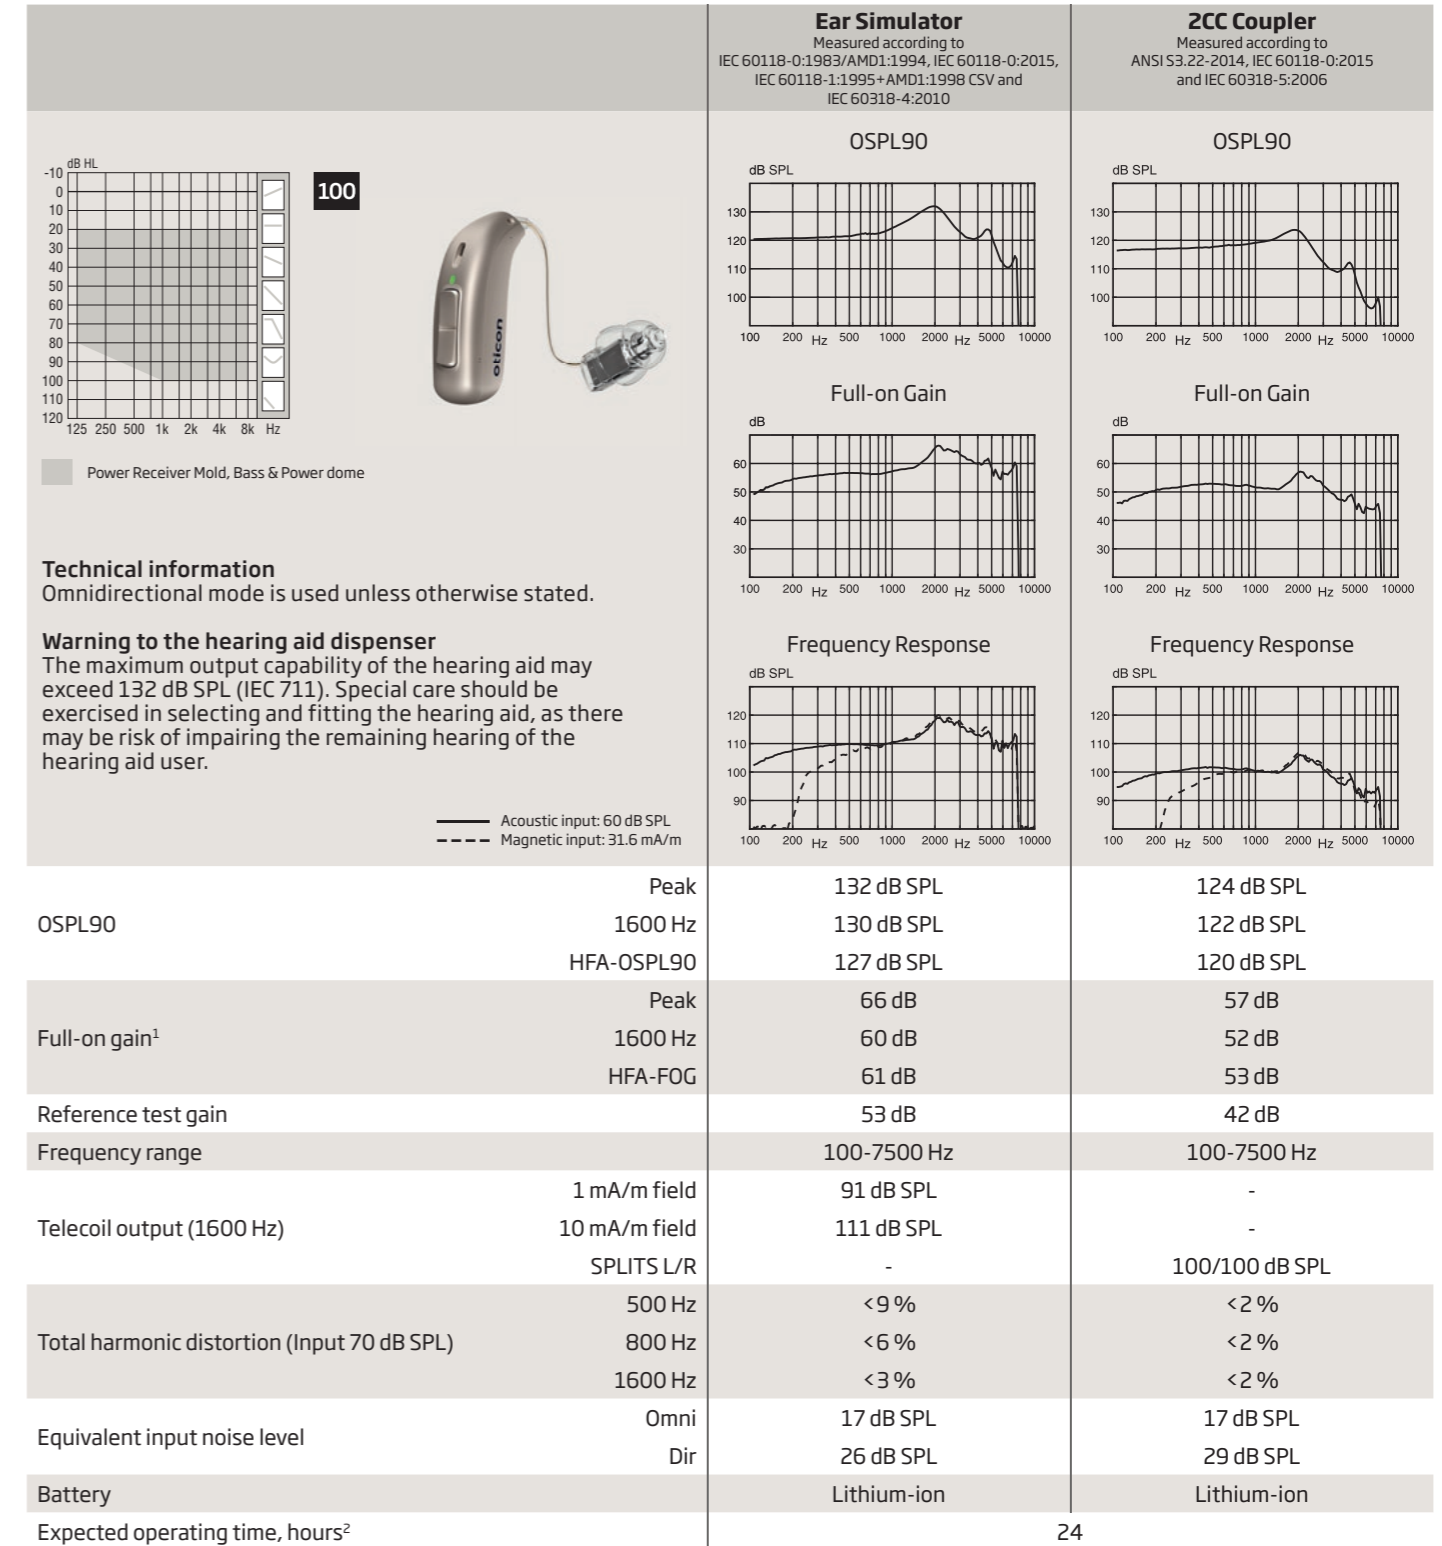 Ear Simulator
Measured according to
IEC 60118-0:1983/AMD1:1994, IEC 60118-0:2015,
IEC 60118-1:1995+AMD1:1998 CSV and
IEC 60318-4:2010
2CC Coupler
Measured according to
ANSI S3.22-2014, IEC 60118-0:2015
and IEC 60318-5:2006
dB HL
-10
0
10
20
30
40
50
60
70
80
90
100
110
120
125 250 500 1k 2k 4k 8k Hz
100
oticon
Power Receiver Mold, Bass & Power dome
Technical information
Omnidirectional mode is used unless otherwise stated.
Warning to the hearing aid dispenser
The maximum output capability of the hearing aid may
exceed 132 dB SPL (IEC 711). Special care should be
exercised in selecting and fitting the hearing aid, as there
may be risk of impairing the remaining hearing of the
hearing aid user.
Acoustic input: 60 dB SPL
Magnetic input: 31.6 mA/m
OSPL90
dB SPL
130
120
110
100
100 200 Hz 500 1000 2000 Hz 5000 10000
Full-on Gain
dB
60
50
40
30
100 200 Hz 500 1000 2000 Hz 5000 10000
Frequency Response
dB SPL
120
110
100
90
100 200 Hz 500 1000 2000 Hz 5000 10000
OSPL90
dB SPL
130
120
110
100
100 200 Hz 500 1000 2000 Hz 5000 10000
Full-on Gain
dB
60
50
40
30
100 200 Hz 500 1000 2000 Hz 5000 10000
Frequency Response
dB SPL
120
110
100
90
100 200 Hz 500 1000 2000 Hz 5000 10000
OSPL90
Peak 132 dB SPL 124 dB SPL
1600 Hz 130 dB SPL 122 dB SPL
HFA-OSPL90 127 dB SPL 120 dB SPL
Full-on gain1
Peak 66 dB 57 dB
1600 Hz 60 dB 52 dB
HFA-FOG 61 dB 53 dB
Reference test gain 53 dB 42 dB
Frequency range 100-7500 Hz 100-7500 Hz
Telecoil output (1600 Hz)
1 mA/m field 91 dB SPL -
10 mA/m field 111 dB SPL -
SPLITS L/R - 100/100 dB SPL
Total harmonic distortion (Input 70 dB SPL)
500 Hz <9 % <2 %
800 Hz <6 % <2 %
1600 Hz <3 % <2 %
Equivalent input noise level
Omni 17 dB SPL 17 dB SPL
Dir 26 dB SPL 29 dB SPL
Battery Lithium-ion Lithium-ion
Expected operating time, hours2 24